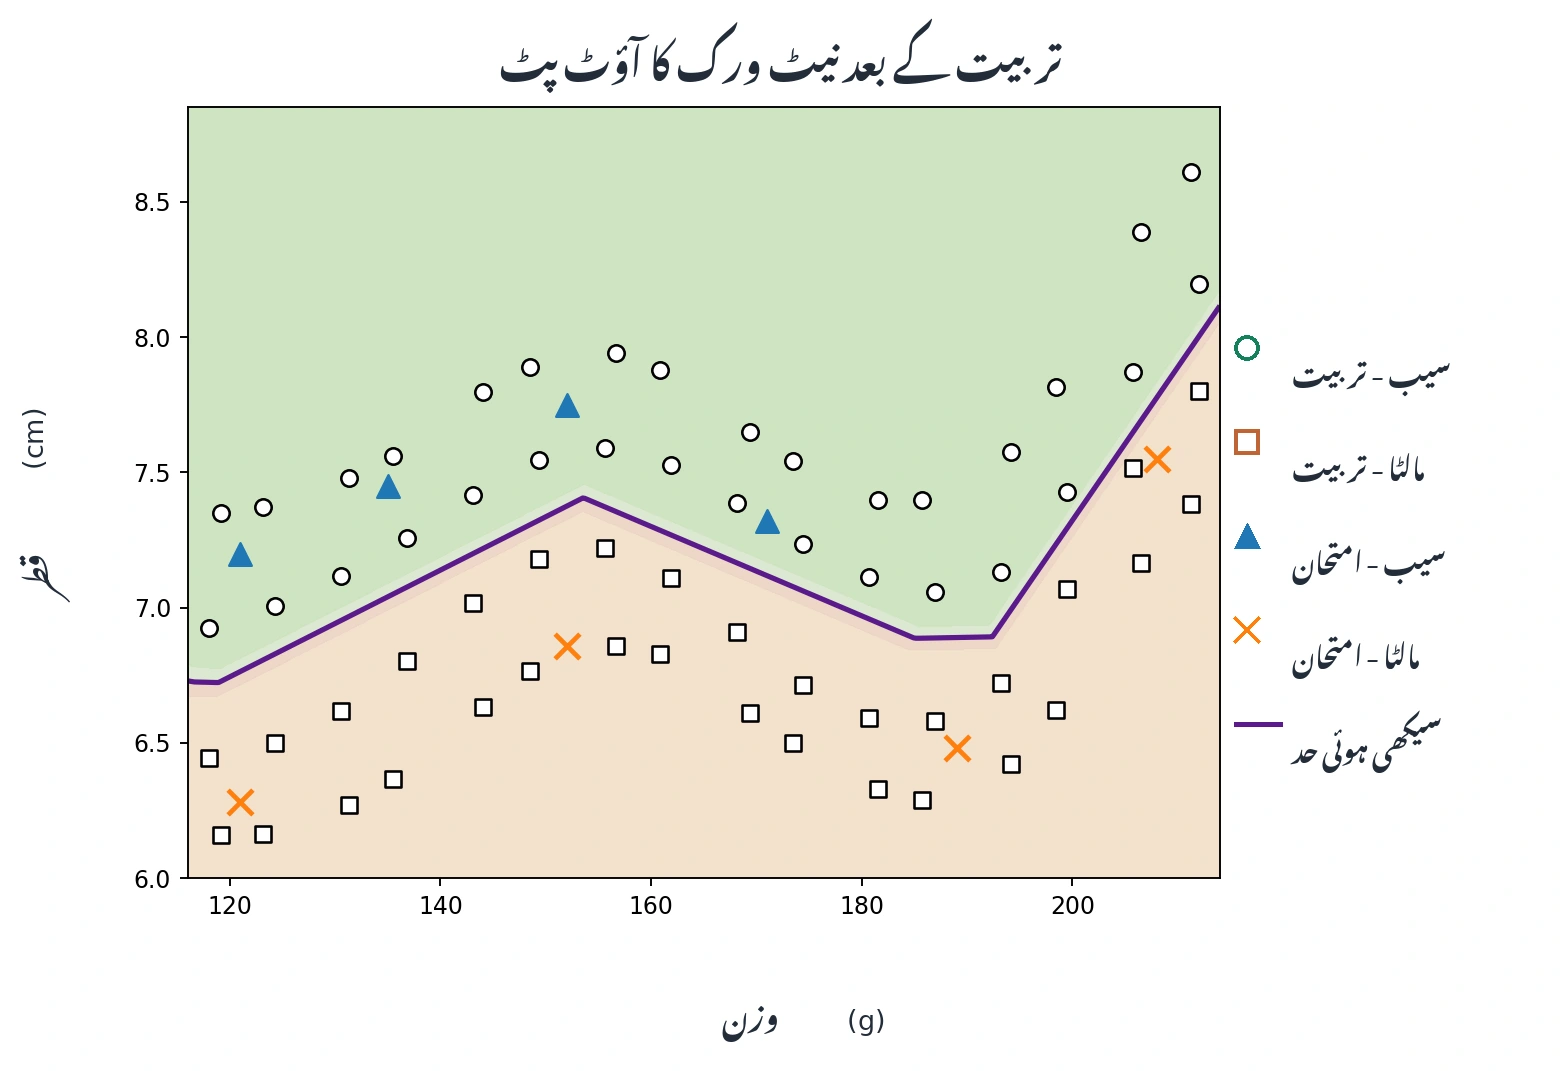 تربیت کے بعد نیٹ ورک کا آؤٹ پٹ
قطر (cm)
8.5
8.0
7.5
7.0
6.5
6.0
120 140 160 180 200
وزن (g)
سیب - تربیت
مالٹا - تربیت
سیب - امتحان
مالٹا - امتحان
سیکھی ہوئی حد